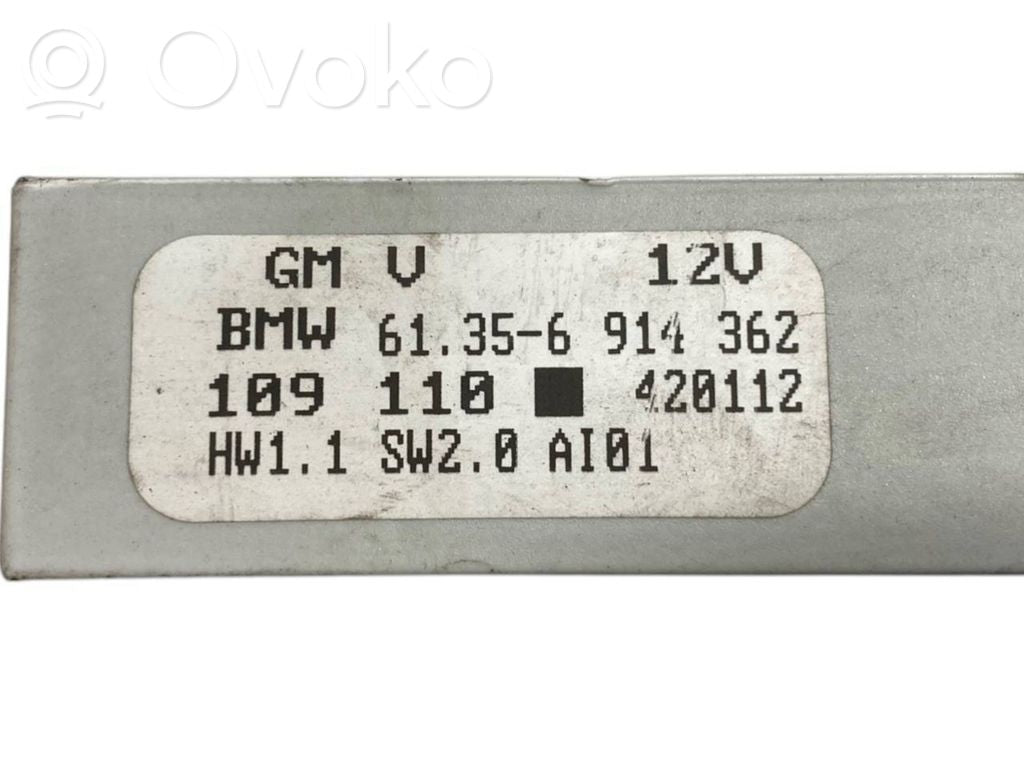 Ovoko
GM V 12V
BMW 61.35-6 914 362
109 110 420112
HW1.1 SW2.0 AI01